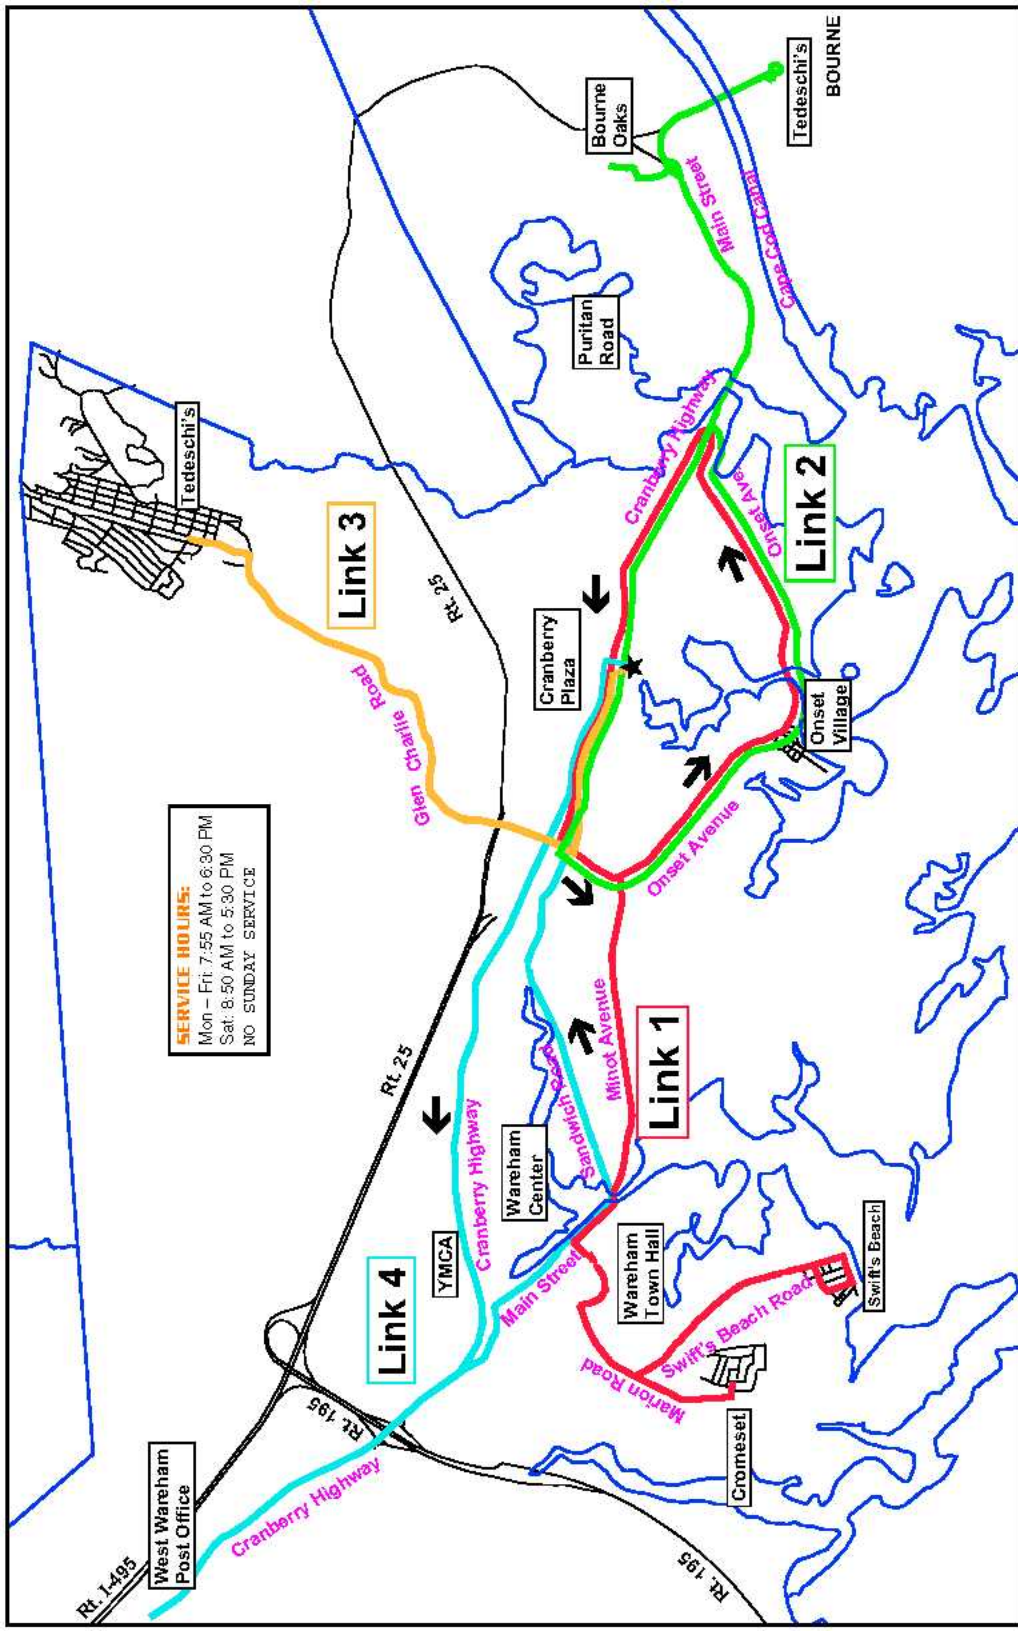 Rt. I-495
West Wareham
Post Office
Cranberry Highway
Rt. 195
Rt. 195
Link 4
YMCA
Cranberry Highway
Main Street
Wareham
Center
Sandwich Road
Wareham
Town Hall
Marion Road
Swift's Beach Road
Cromeset
Swift's Beach
Link 1
Minot Avenue
Rt. 25
SERVICE HOURS:
Mon - Fri: 7:55 AM to 6:30 PM
Sat: 8:50 AM to 5:30 PM
NO SUNDAY SERVICE
Glen Charlie Road
Link 3
Tedeschi's
Rt. 25
Cranberry
Plaza
Onset Avenue
Onset
Village
Onset Ave
Link 2
Cranberry Highway
Puritan
Road
Main Street
Cape Cod Canal
Bourne
Oaks
Tedeschi's
BOURNE